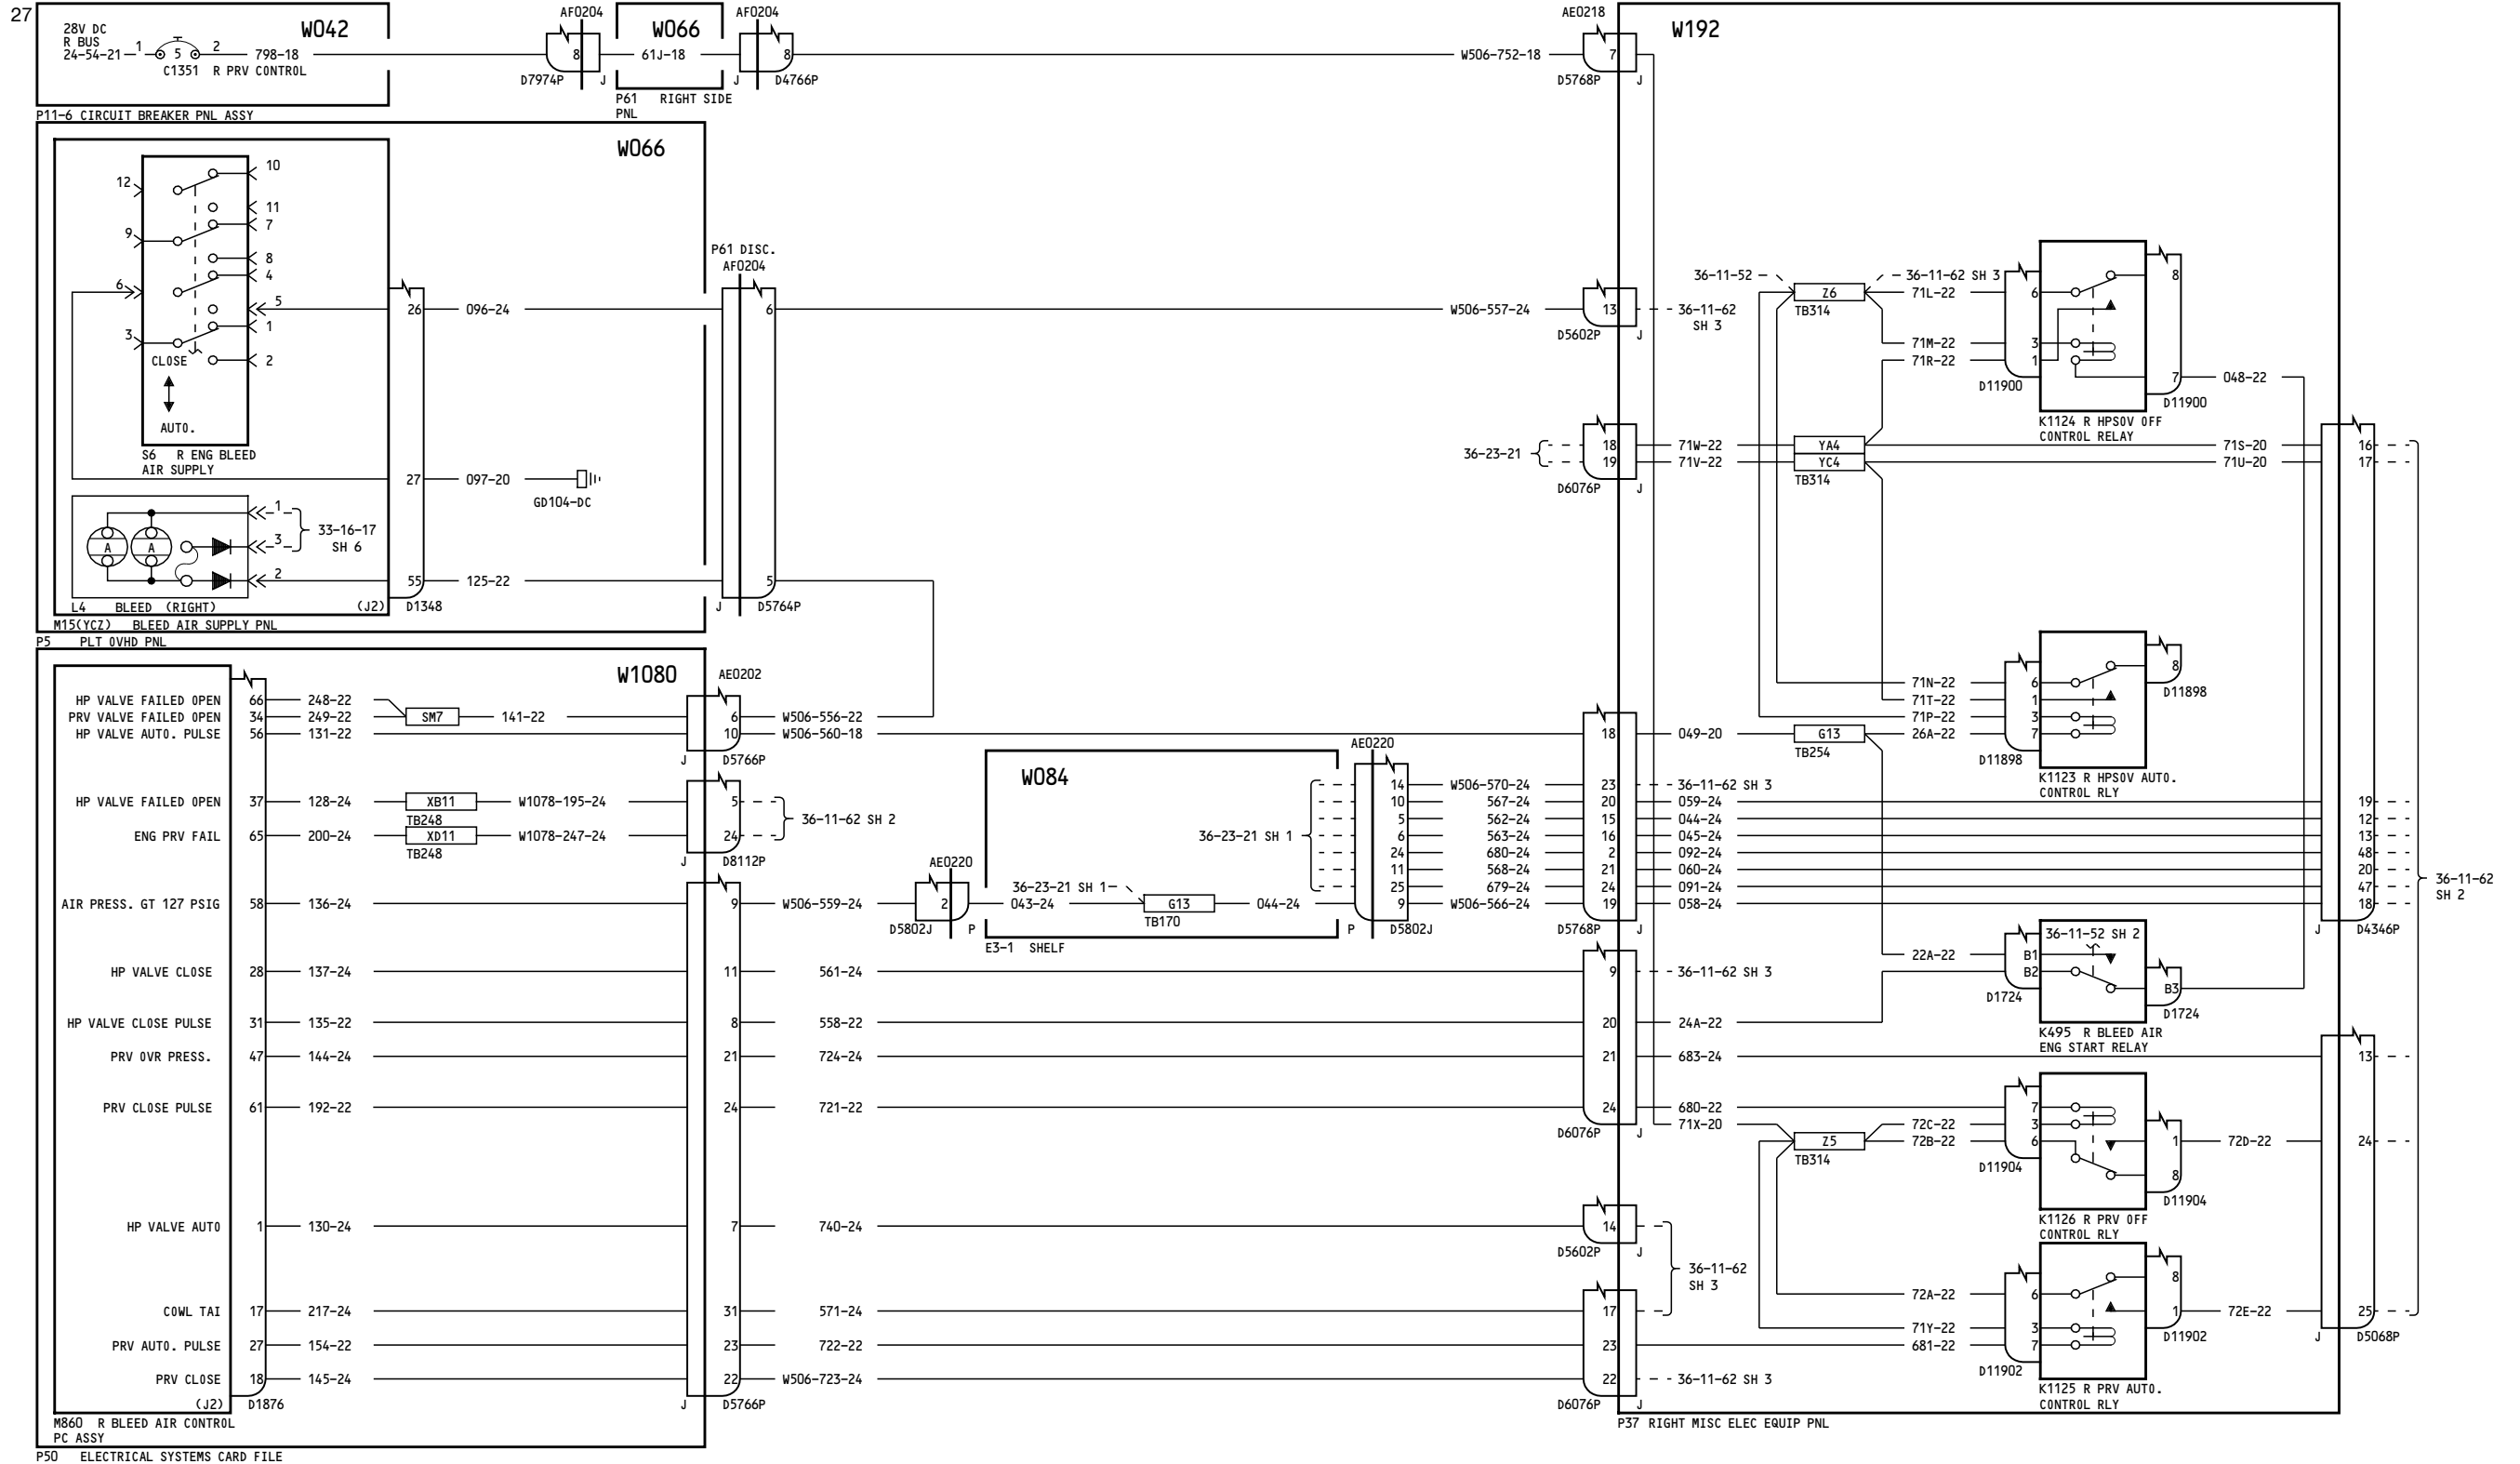 27
28V DC
R BUS
24-54-21
1
5
2
798-18
C1351 R PRV CONTROL
W042
P11-6 CIRCUIT BREAKER PNL ASSY
AF0204
8
D7974P
J
W066
61J-18
P61 RIGHT SIDE
PNL
AF0204
8
J
D4766P
W506-752-18
AE0218
7
D5768P
J
W192
W066
12
9
6
3
10
11
7
8
4
5
1
2
CLOSE
AUTO.
S6 R ENG BLEED
AIR SUPPLY
A
A
1
3
2
33-16-17
SH 6
L4 BLEED (RIGHT)
(J2)
M15(YCZ) BLEED AIR SUPPLY PNL
P5 PLT OVHD PNL
26
27
55
D1348
096-24
097-20
GD104-DC
125-22
P61 DISC.
AF0204
6
5
J
D5764P
W506-557-24
13
D5602P
J
36-11-62
SH 3
36-23-21
18
19
D6076P
J
71W-22
71V-22
YA4
YC4
TB314
36-11-52
Z6
TB314
36-11-62 SH 3
71L-22
71M-22
71R-22
6
3
1
D11900
8
7
D11900
048-22
K1124 R HPSOV OFF
CONTROL RELAY
71S-20
71U-20
16
17
W1080
HP VALVE FAILED OPEN
66
248-22
PRV VALVE FAILED OPEN
34
249-22
SM7
141-22
HP VALVE AUTO. PULSE
56
131-22
AE0202
6
10
J
D5766P
W506-556-22
W506-560-18
HP VALVE FAILED OPEN
37
128-24
XB11
TB248
W1078-195-24
5
ENG PRV FAIL
65
200-24
XD11
TB248
W1078-247-24
24
J
D8112P
36-11-62 SH 2
AIR PRESS. GT 127 PSIG
58
136-24
9
W506-559-24
AE0220
2
D5802J
P
W084
36-23-21 SH 1
043-24
G13
TB170
044-24
E3-1 SHELF
36-23-21 SH 1
AE0220
14
10
5
6
24
11
25
9
P
D5802J
W506-570-24
567-24
562-24
563-24
680-24
568-24
679-24
W506-566-24
18
23
20
15
16
2
21
24
19
D5768P
J
049-20
36-11-62 SH 3
059-24
044-24
045-24
092-24
060-24
091-24
058-24
G13
TB254
71N-22
71T-22
71P-22
26A-22
6
1
3
7
D11898
8
D11898
K1123 R HPSOV AUTO.
CONTROL RLY
19
12
13
48
20
47
18
J
D4346P
36-11-62
SH 2
HP VALVE CLOSE
28
137-24
11
561-24
9
36-11-62 SH 3
22A-22
B1
B2
D1724
36-11-52 SH 2
B3
D1724
K495 R BLEED AIR
ENG START RELAY
HP VALVE CLOSE PULSE
31
135-22
8
558-22
20
24A-22
PRV OVR PRESS.
47
144-24
21
724-24
21
683-24
13
PRV CLOSE PULSE
61
192-22
24
721-22
24
680-22
D6076P
J
71X-20
Z5
TB314
72C-22
72B-22
7
3
6
D11904
1
8
D11904
72D-22
24
K1126 R PRV OFF
CONTROL RLY
HP VALVE AUTO
1
130-24
7
740-24
14
D5602P
J
36-11-62
SH 3
COWL TAI
17
217-24
31
571-24
17
PRV AUTO. PULSE
27
154-22
23
722-22
23
PRV CLOSE
18
145-24
22
W506-723-24
22
36-11-62 SH 3
72A-22
71Y-22
681-22
6
3
7
D11902
8
1
D11902
72E-22
25
J
D5068P
K1125 R PRV AUTO.
CONTROL RLY
(J2)
D1876
J
D5766P
D6076P
J
M860 R BLEED AIR CONTROL
PC ASSY
P50 ELECTRICAL SYSTEMS CARD FILE
P37 RIGHT MISC ELEC EQUIP PNL